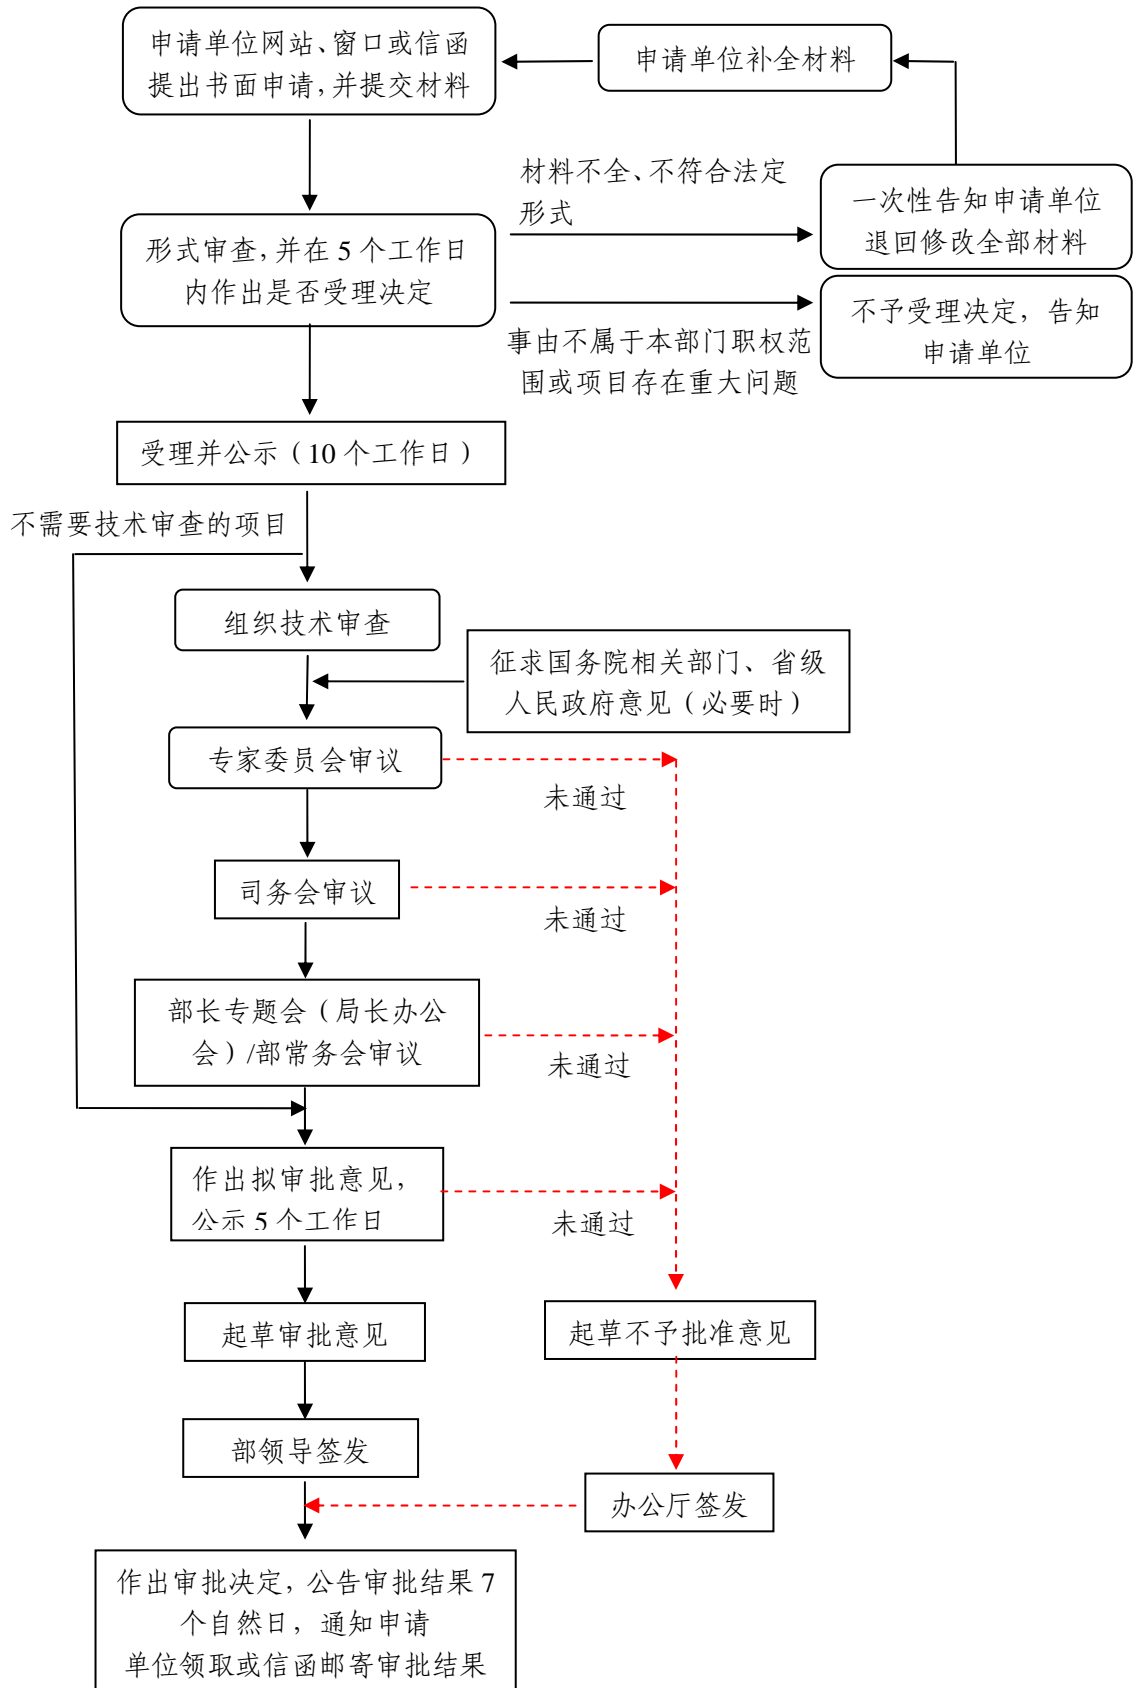 申请单位网站、窗口或信函
提出书面申请,并提交材料
申请单位补全材料
材料不全、不符合法定
形式
一次性告知申请单位
退回修改全部材料
形式审查,并在 5 个工作日
内作出是否受理决定
不予受理决定，告知
申请单位
事由不属于本部门职权范
围或项目存在重大问题
受理并公示（10 个工作日）
不需要技术审查的项目
组织技术审查
征求国务院相关部门、省级
人民政府意见（必要时）
专家委员会审议
未通过
司务会审议
未通过
部长专题会（局长办公
会）/部常务会审议
未通过
作出拟审批意见，
公示 5 个工作日
未通过
起草审批意见
起草不予批准意见
部领导签发
办公厅签发
作出审批决定，公告审批结果 7
个自然日，通知申请
单位领取或信函邮寄审批结果